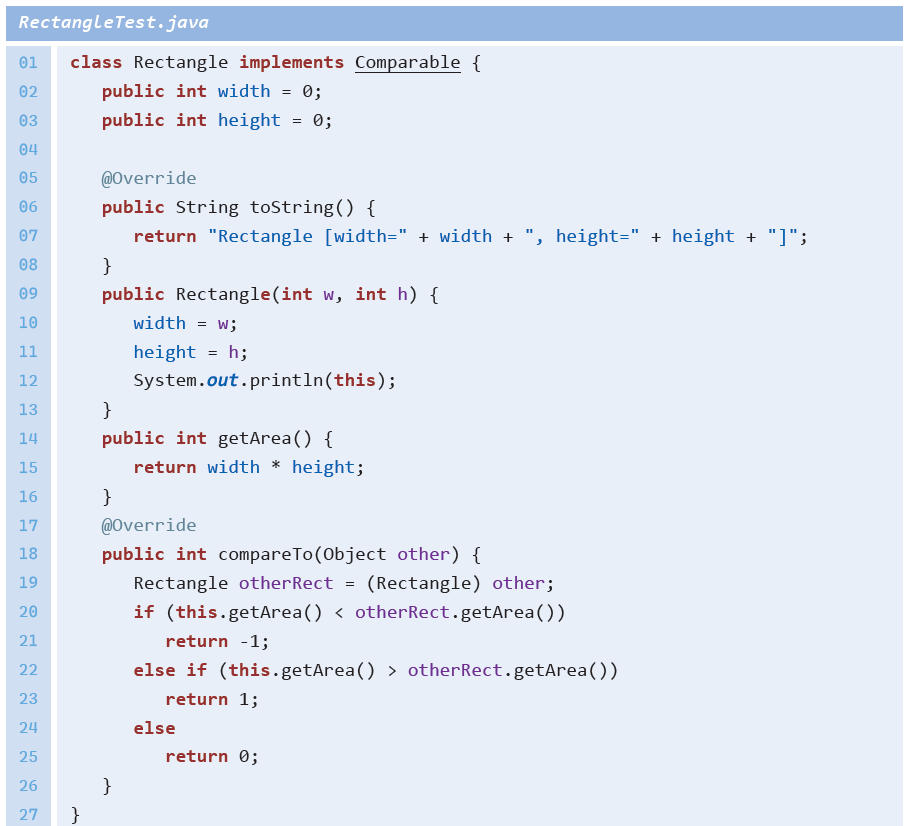 RectangleTest.java
01 class Rectangle implements Comparable {
02    public int width = 0;
03    public int height = 0;
04
05    @Override
06    public String toString() {
07       return "Rectangle [width=" + width + ", height=" + height + "]";
08    }
09    public Rectangle(int w, int h) {
10       width = w;
11       height = h;
12       System.out.println(this);
13    }
14    public int getArea() {
15       return width * height;
16    }
17    @Override
18    public int compareTo(Object other) {
19       Rectangle otherRect = (Rectangle) other;
20       if (this.getArea() < otherRect.getArea())
21          return -1;
22       else if (this.getArea() > otherRect.getArea())
23          return 1;
24       else
25          return 0;
26    }
27 }